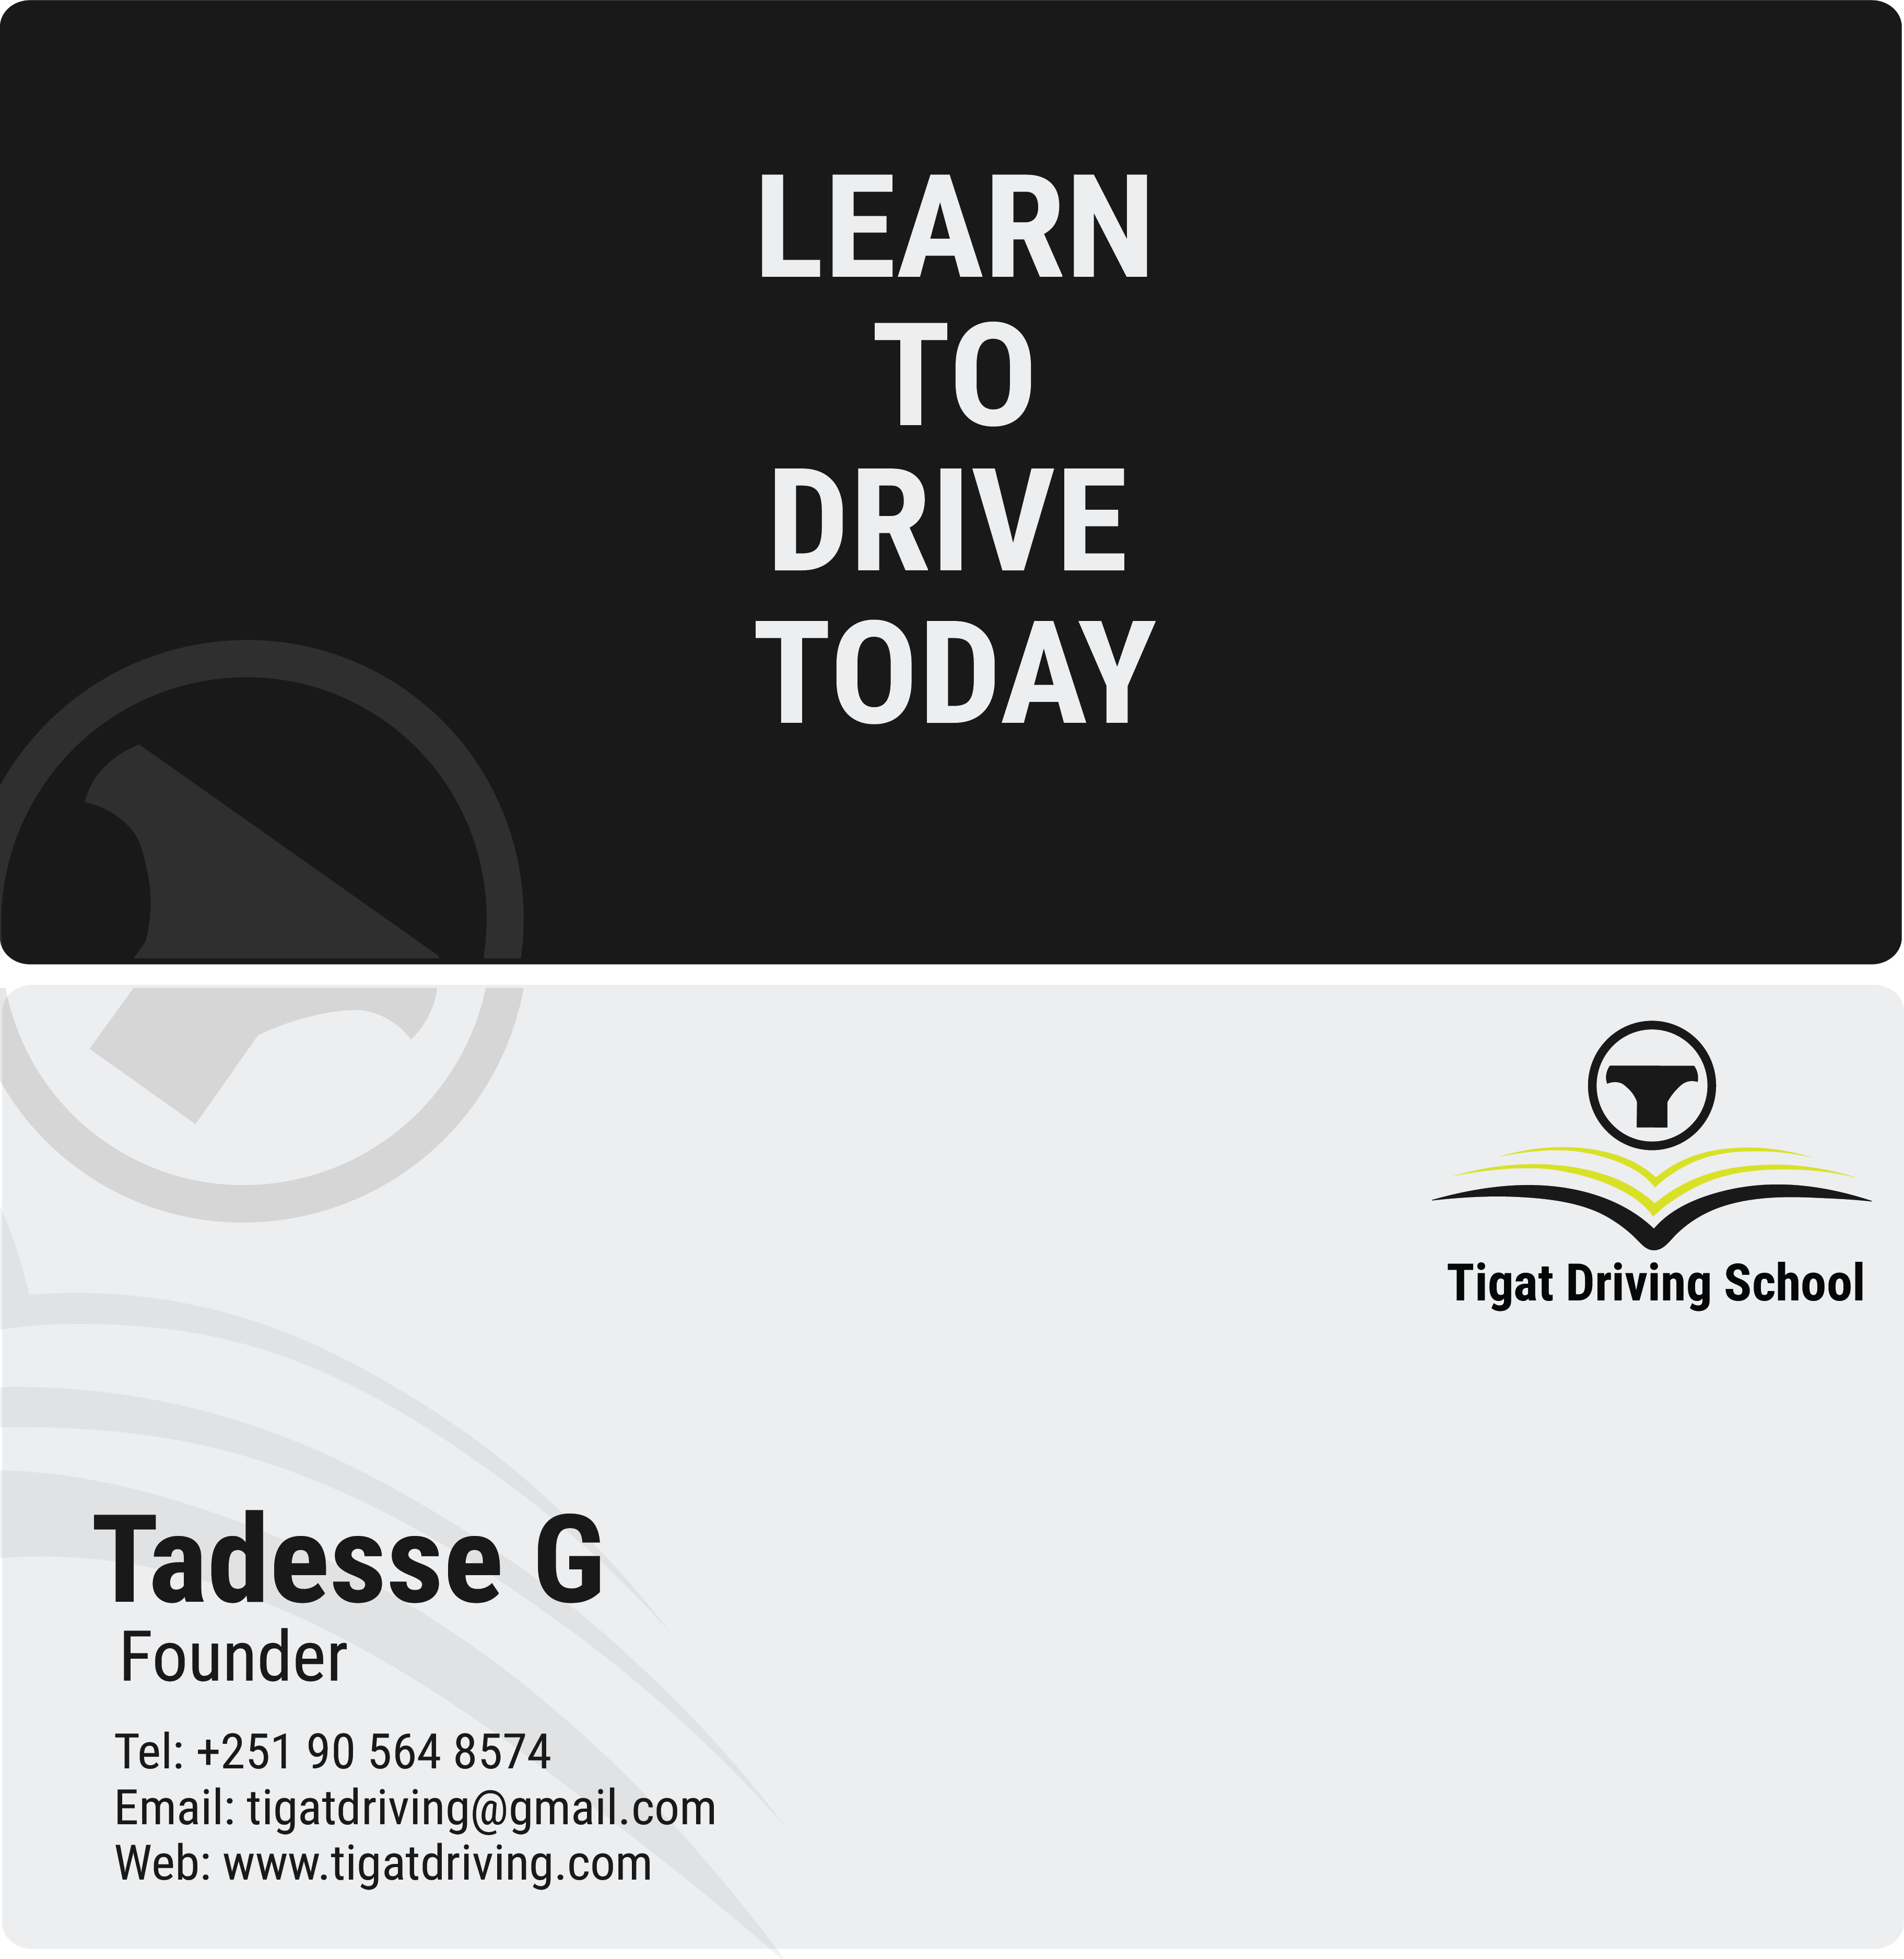 LEARN
TO
DRIVE
TODAY
Tigat Driving School
Tadesse G
Founder
Tel: +251 90 564 8574
Email: tigatdriving@gmail.com
Web: www.tigatdriving.com